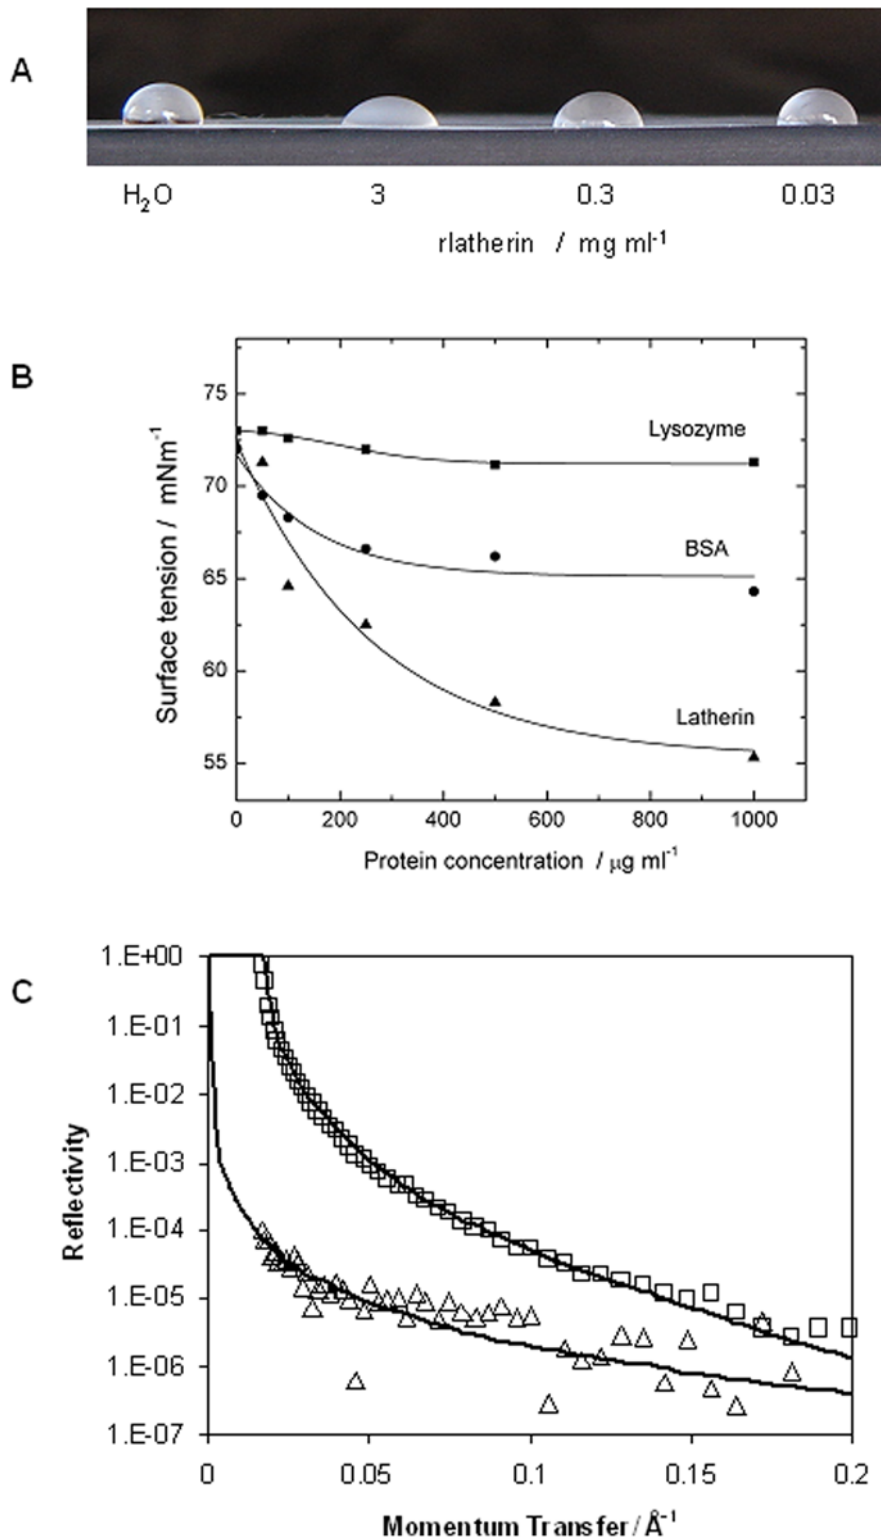 A
H₂O 3 0.3 0.03
rlatherin / mg ml⁻¹
B
75
70
65
60
55
Surface tension / mNm⁻¹
Lysozyme
BSA
Latherin
0 200 400 600 800 1000
Protein concentration / µg ml⁻¹
C
1.E+00
1.E-01
1.E-02
1.E-03
1.E-04
1.E-05
1.E-06
1.E-07
Reflectivity
0 0.05 0.1 0.15 0.2
Momentum Transfer/Å⁻¹